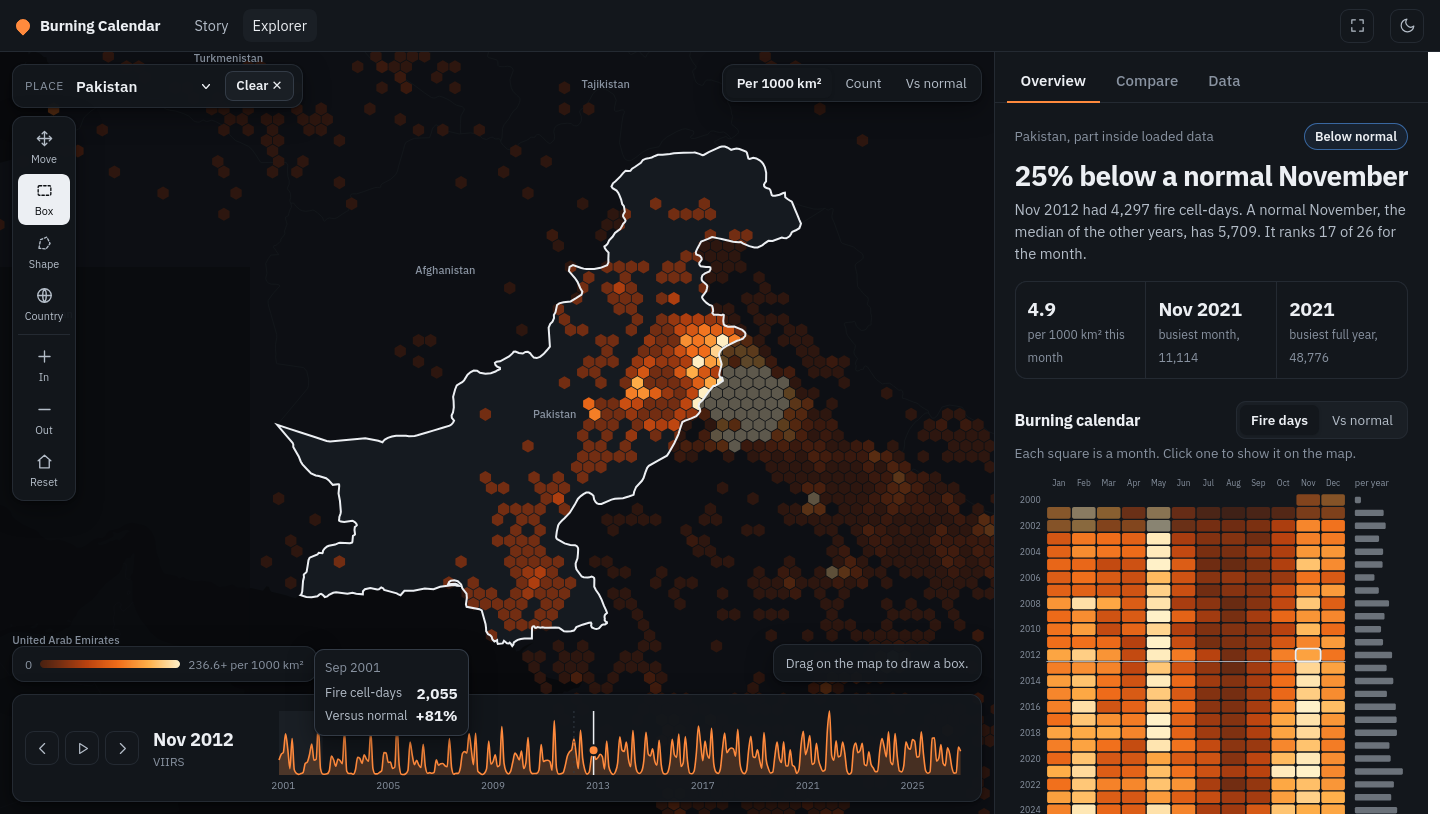 Burning Calendar
Story
Explorer
Turkmenistan
PLACE Pakistan
Clear ✕
Tajikistan
Per 1000 km²
Count
Vs normal
Move
Box
Shape
Country
In
Out
Reset
Afghanistan
Pakistan
United Arab Emirates
0
236.6+ per 1000 km²
Drag on the map to draw a box.
Sep 2001
Fire cell-days 2,055
Versus normal +81%
Nov 2012
VIIRS
2001 2005 2009 2013 2017 2021 2025
Overview
Compare
Data
Pakistan, part inside loaded data
Below normal
25% below a normal November
Nov 2012 had 4,297 fire cell-days. A normal November, the
median of the other years, has 5,709. It ranks 17 of 26 for
the month.
4.9
per 1000 km² this
month
Nov 2021
busiest month,
11,114
2021
busiest full year,
48,776
Burning calendar
Fire days
Vs normal
Each square is a month. Click one to show it on the map.
Jan Feb Mar Apr May Jun Jul Aug Sep Oct Nov Dec per year
2000
2002
2004
2006
2008
2010
2012
2014
2016
2018
2020
2022
2024